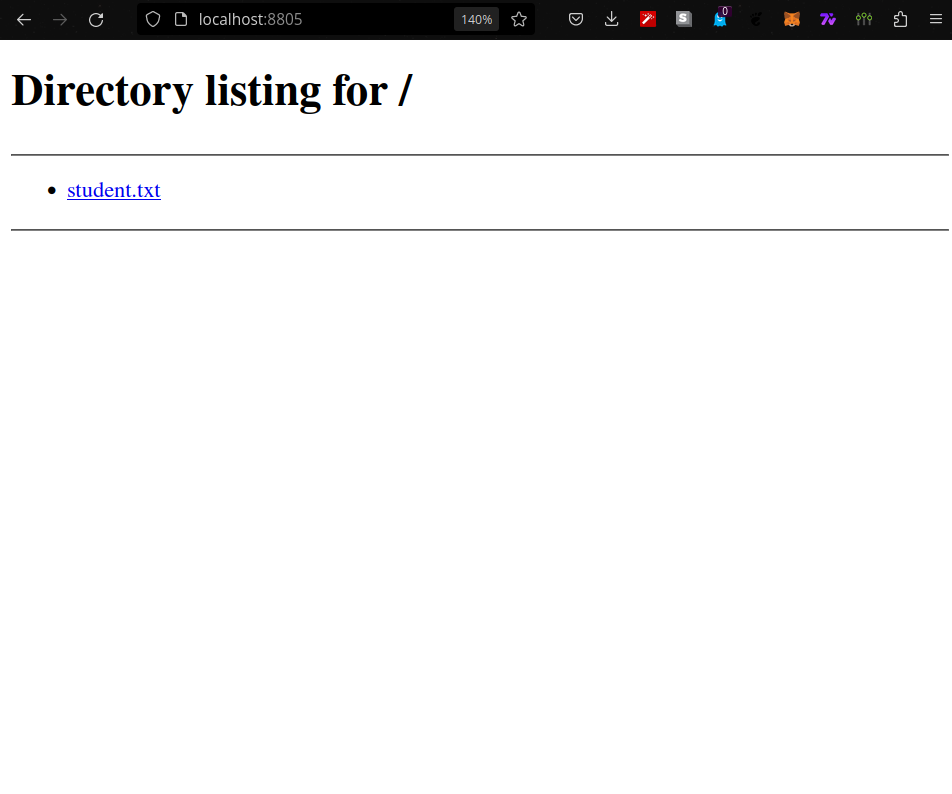 localhost:8805
140%
S
0
Directory listing for /
student.txt